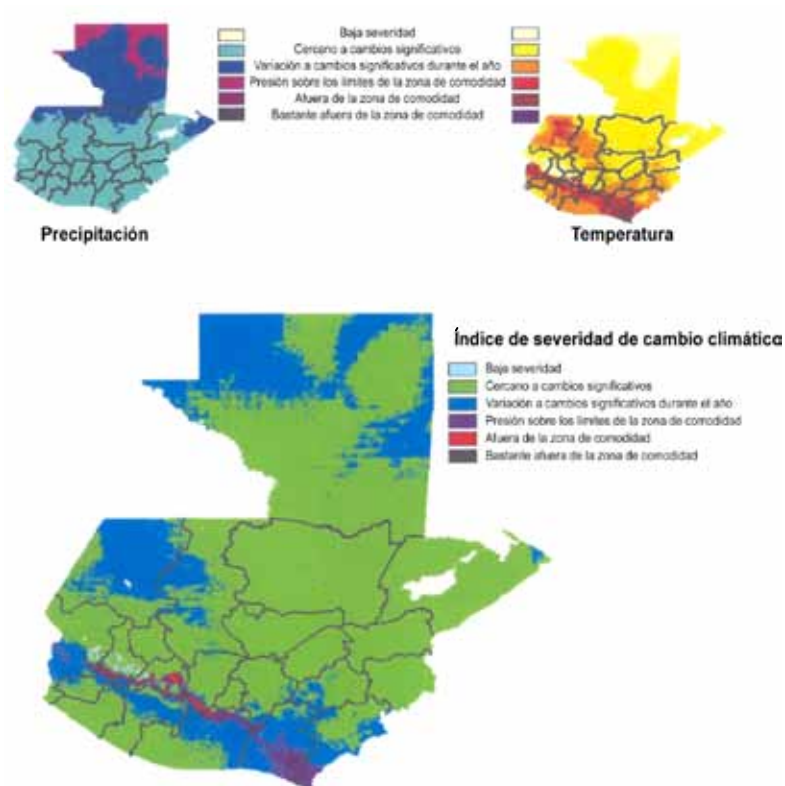 Baja severidad
Cercano a cambios significativos
Variación a cambios significativos durante el año
Presión sobre los límites de la zona de comodidad
Afuera de la zona de comodidad
Bastante afuera de la zona de comodidad
Precipitación
Temperatura
Índice de severidad de cambio climático
Baja severidad
Cercano a cambios significativos
Variación a cambios significativos durante el año
Presión sobre los límites de la zona de comodidad
Afuera de la zona de comodidad
Bastante afuera de la zona de comodidad